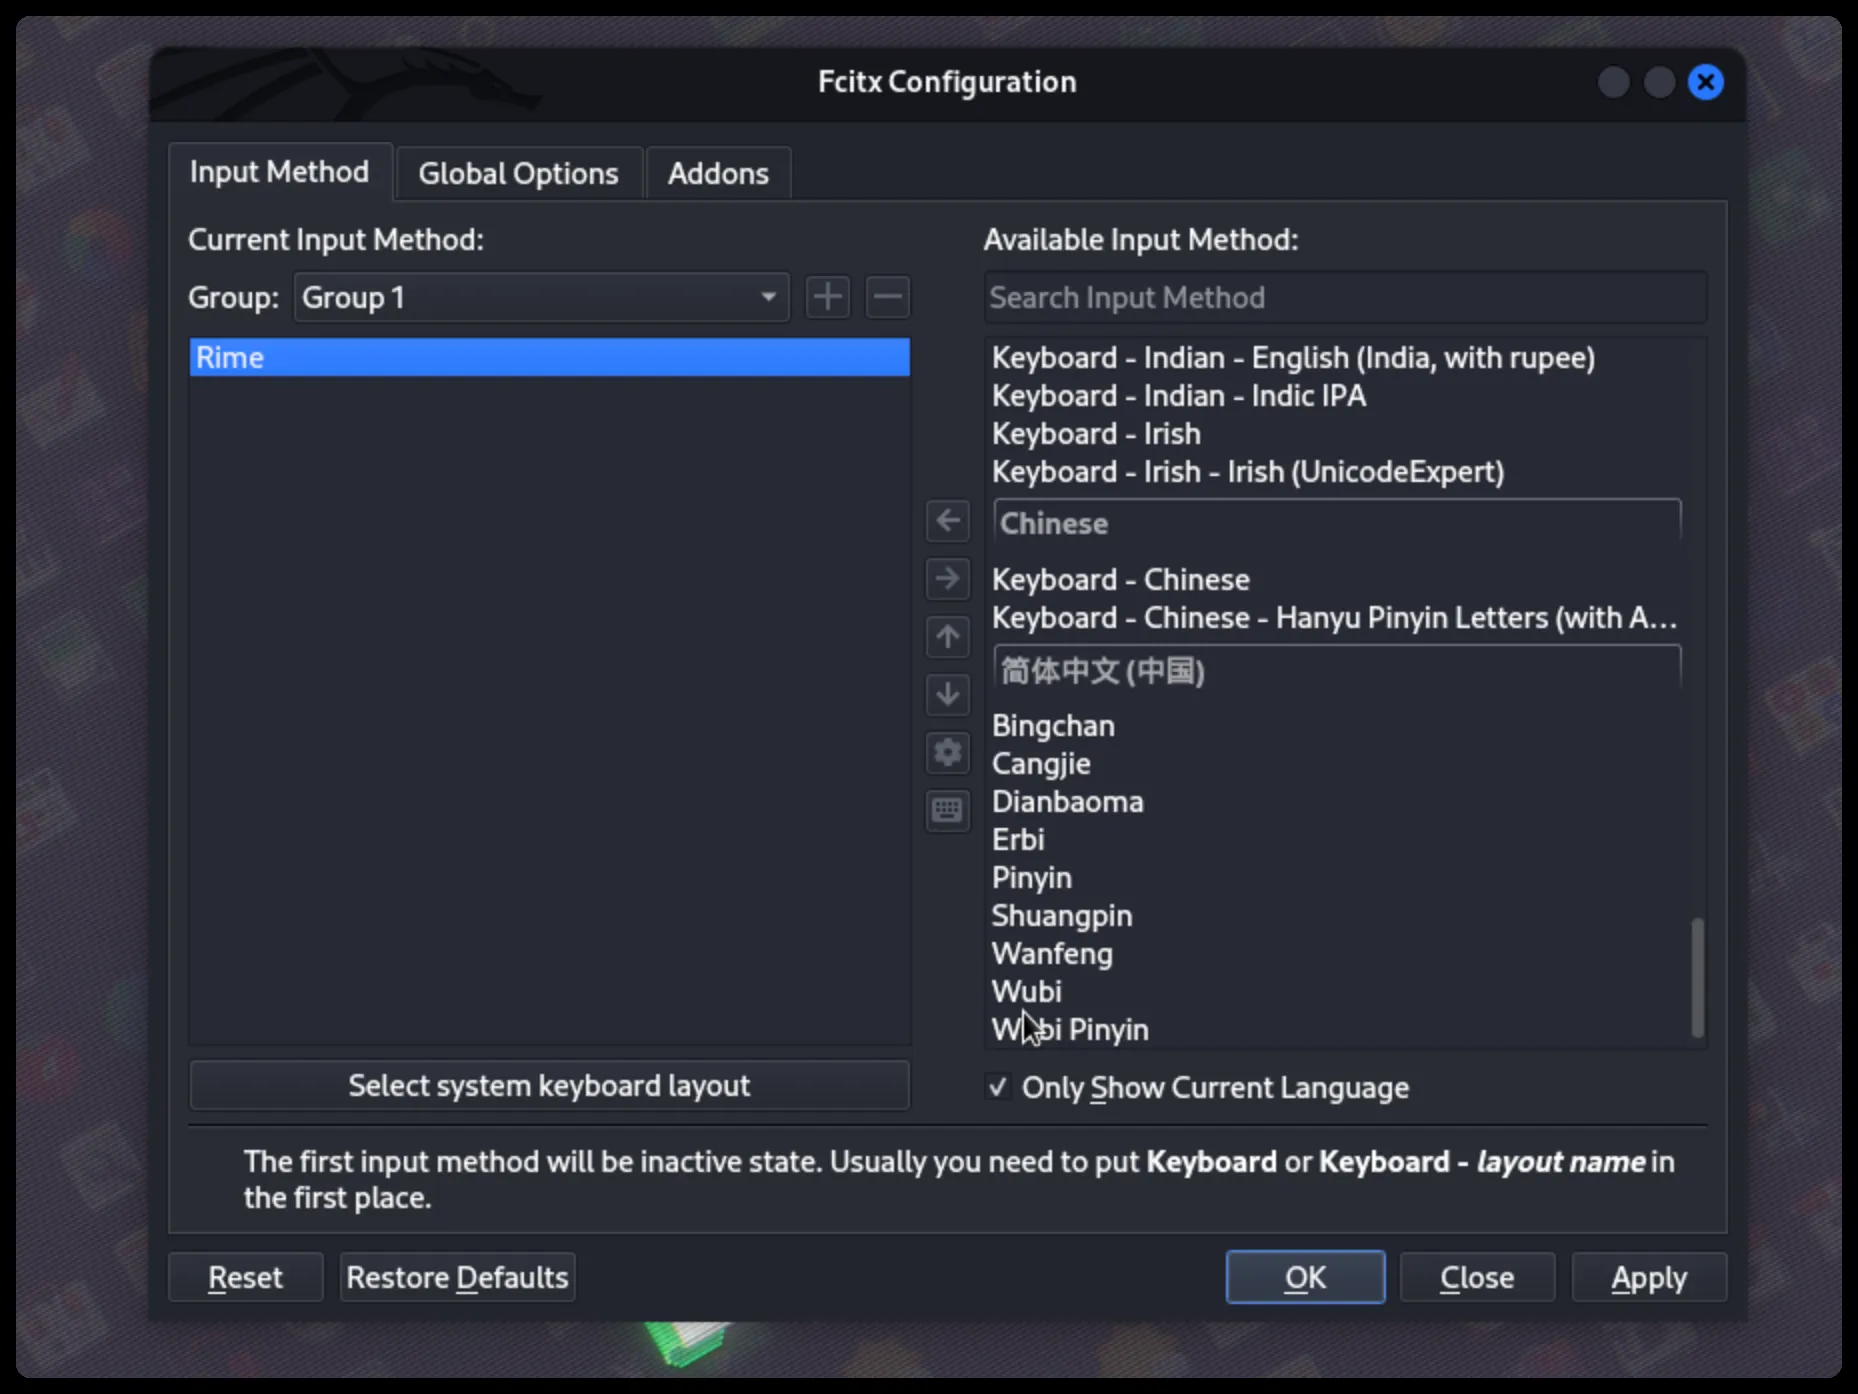 Fcitx Configuration
Input Method
Global Options
Addons
Current Input Method:
Group:
Group 1
Rime
Select system keyboard layout
Available Input Method:
Search Input Method
Keyboard - Indian - English (India, with rupee)
Keyboard - Indian - Indic IPA
Keyboard - Irish
Keyboard - Irish - Irish (UnicodeExpert)
Chinese
Keyboard - Chinese
Keyboard - Chinese - Hanyu Pinyin Letters (with A...
简体中文 (中国)
Bingchan
Cangjie
Dianbaoma
Erbi
Pinyin
Shuangpin
Wanfeng
Wubi
Wubi Pinyin
Only Show Current Language
The first input method will be inactive state. Usually you need to put Keyboard or Keyboard - layout name in
the first place.
Reset
Restore Defaults
OK
Close
Apply